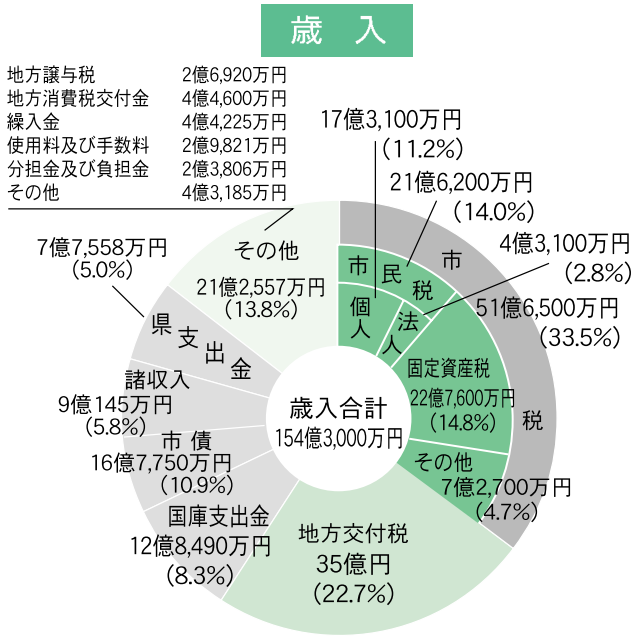 歳 入
地方譲与税 2億6,920万円
地方消費税交付金 4億4,600万円
繰入金 4億4,225万円
使用料及び手数料 2億9,821万円
分担金及び負担金 2億3,806万円
その他 4億3,185万円
17億3,100万円
(11.2%)
21億6,200万円
(14.0%)
4億3,100万円
(2.8%)
51億6,500万円
(33.5%)
市税
市民税
個人
法人
固定資産税
22億7,600万円
(14.8%)
その他
7億2,700万円
(4.7%)
地方交付税
35億円
(22.7%)
国庫支出金
12億8,490万円
(8.3%)
市債
16億7,750万円
(10.9%)
諸収入
9億145万円
(5.8%)
県支出金
7億7,558万円
(5.0%)
その他
21億2,557万円
(13.8%)
歳入合計
154億3,000万円